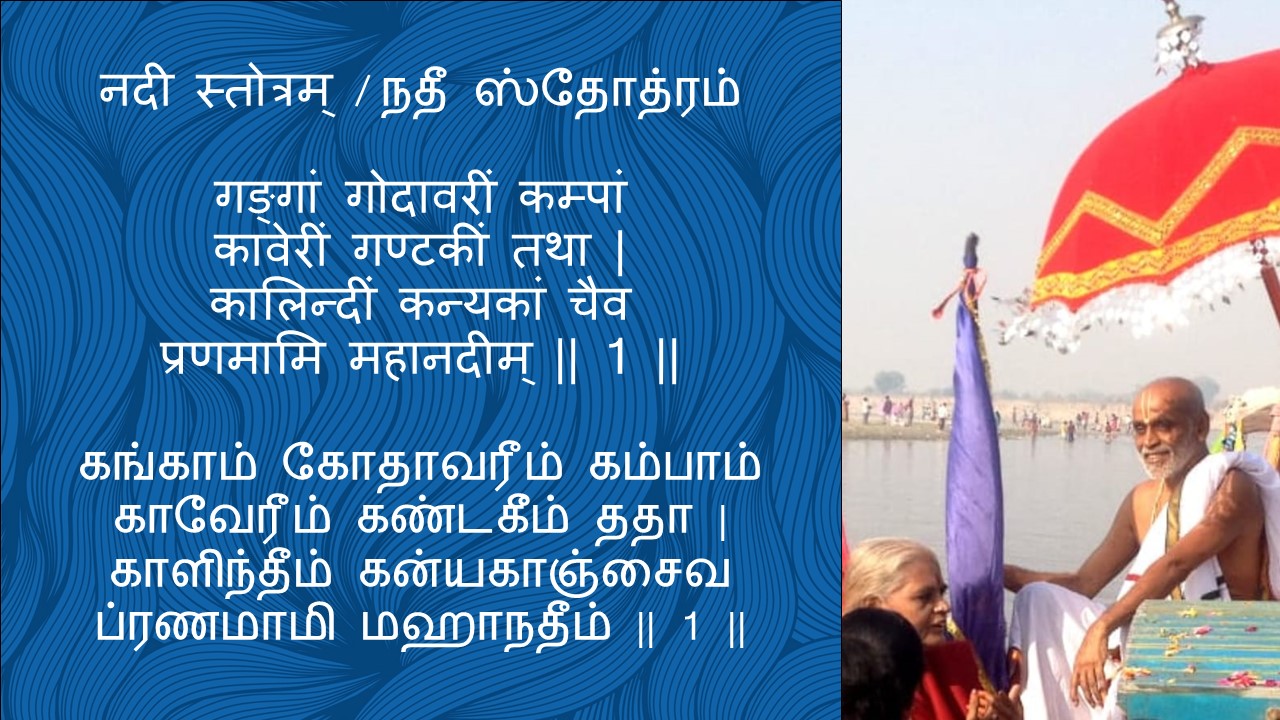 नदी स्तोत्रम् / நதீ ஸ்தோத்ரம்
गङ्गां गोदावरीं कम्पां
कावेरीं गण्टकीं तथा |
कालिन्दीं कन्यकां चैव
प्रणमामि महानदीम् || 1 ||
கங்காம் கோதாவரீம் கம்பாம்
காவேரீம் கண்டகீம் ததா |
காளிந்தீம் கன்யகாஞ்சைவ
ப்ரணமாமி மஹாநதீம் || 1 ||